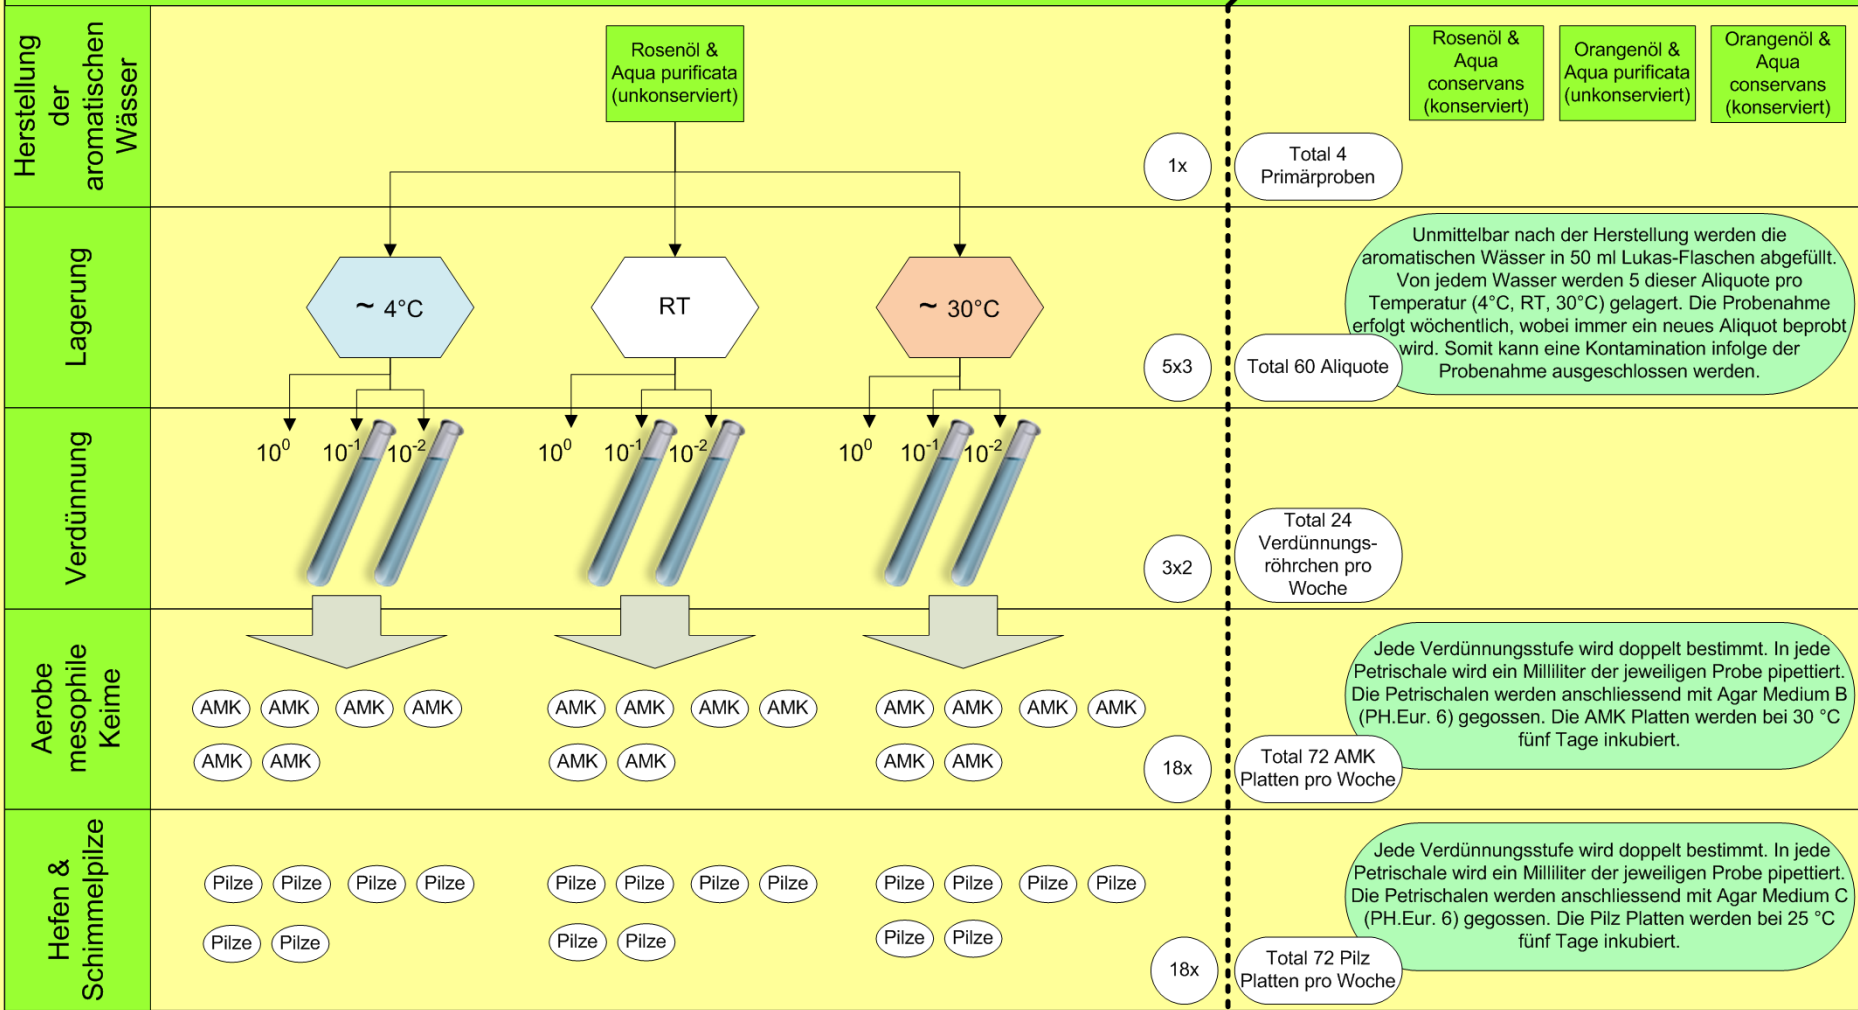 Herstellung
der
aromatischen
Wässer
Rosenöl &
Aqua purificata
(unkonserviert)
1x
Total 4
Primärproben
Rosenöl &
Aqua
conservans
(konserviert)
Orangenöl &
Aqua purificata
(unkonserviert)
Orangenöl &
Aqua
conservans
(konserviert)
Lagerung
~ 4°C
RT
~ 30°C
5x3
Total 60 Aliquote
Unmittelbar nach der Herstellung werden die
aromatischen Wässer in 50 ml Lukas-Flaschen abgefüllt.
Von jedem Wasser werden 5 dieser Aliquote pro
Temperatur (4°C, RT, 30°C) gelagert. Die Probenahme
erfolgt wöchentlich, wobei immer ein neues Aliquot beprobt
wird. Somit kann eine Kontamination infolge der
Probenahme ausgeschlossen werden.
Verdünnung
10⁰ 10⁻¹ 10⁻²
10⁰ 10⁻¹ 10⁻²
10⁰ 10⁻¹ 10⁻²
3x2
Total 24
Verdünnungs-
röhrchen pro
Woche
Aerobe
mesophile
Keime
AMK AMK AMK AMK
AMK AMK
AMK AMK AMK AMK
AMK AMK
AMK AMK AMK AMK
AMK AMK
18x
Total 72 AMK
Platten pro Woche
Jede Verdünnungsstufe wird doppelt bestimmt. In jede
Petrischale wird ein Milliliter der jeweiligen Probe pipettiert.
Die Petrischalen werden anschliessend mit Agar Medium B
(PH.Eur. 6) gegossen. Die AMK Platten werden bei 30 °C
fünf Tage inkubiert.
Hefen &
Schimmelpilze
Pilze Pilze Pilze Pilze
Pilze Pilze
Pilze Pilze Pilze Pilze
Pilze Pilze
Pilze Pilze Pilze Pilze
Pilze Pilze
18x
Total 72 Pilz
Platten pro Woche
Jede Verdünnungsstufe wird doppelt bestimmt. In jede
Petrischale wird ein Milliliter der jeweiligen Probe pipettiert.
Die Petrischalen werden anschliessend mit Agar Medium C
(PH.Eur. 6) gegossen. Die Pilz Platten werden bei 25 °C
fünf Tage inkubiert.